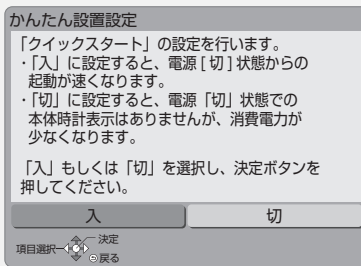 かんたん設置設定
「クイックスタート」の設定を行います。
・「入」に設定すると、電源 [ 切 ] 状態からの
起動が速くなります。
・「切」に設定すると、電源「切」状態での
本体時計表示はありませんが、消費電力が
少なくなります。
「入」もしくは「切」を選択し、決定ボタンを
押してください。
入 切
項目選択 決定
戻る